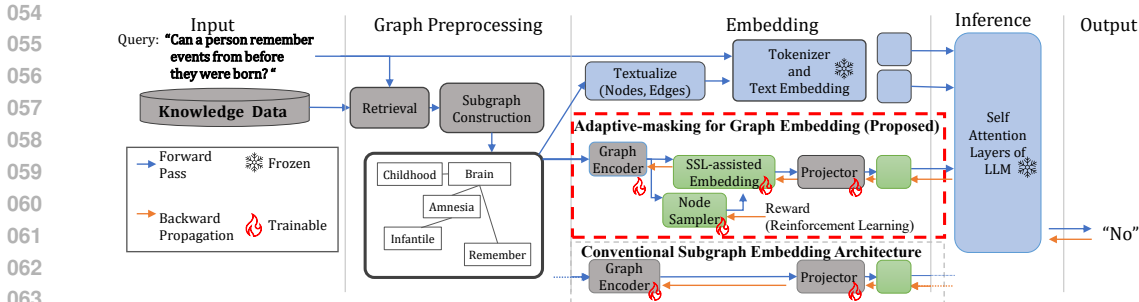 054
055
056
057
058
059
060
061
062
063
Input
Graph Preprocessing
Embedding
Inference
Output
Query: "Can a person remember
events from before
they were born? "
Knowledge Data
Forward
Pass
Frozen
Backward
Propagation
Trainable
Retrieval
Subgraph
Construction
Childhood
Brain
Amnesia
Infantile
Remember
Textualize
(Nodes, Edges)
Tokenizer
and
Text Embedding
Adaptive-masking for Graph Embedding (Proposed)
Graph
Encoder
SSL-assisted
Embedding
Projector
Node
Sampler
Reward
(Reinforcement Learning)
Conventional Subgraph Embedding Architecture
Graph
Encoder
Projector
Self
Attention
Layers of
LLM
"No"